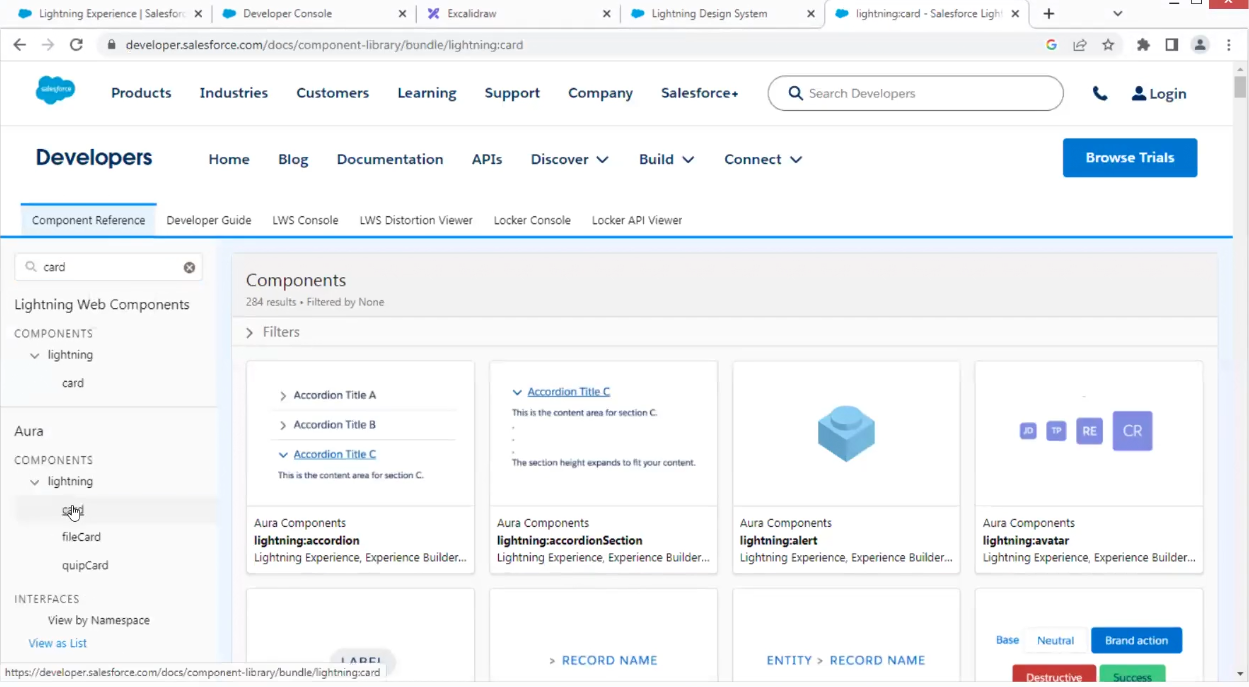 Lightning Experience | Salesforc
Developer Console
Excalidraw
Lightning Design System
lightning:card - Salesforce Light
developer.salesforce.com/docs/component-library/bundle/lightning:card
salesforce
Products
Industries
Customers
Learning
Support
Company
Salesforce+
Search Developers
Login
Developers
Home
Blog
Documentation
APIs
Discover
Build
Connect
Browse Trials
Component Reference
Developer Guide
LWS Console
LWS Distortion Viewer
Locker Console
Locker API Viewer
card
Lightning Web Components
COMPONENTS
lightning
card
Aura
COMPONENTS
lightning
card
fileCard
quipCard
INTERFACES
View by Namespace
View as List
Components
284 results • Filtered by None
Filters
Accordion Title A
Accordion Title B
Accordion Title C
This is the content area for section C.
Aura Components
lightning:accordion
Lightning Experience, Experience Builder...
Accordion Title C
This is the content area for section C.
.
.
.
The section height expands to fit your content.
Aura Components
lightning:accordionSection
Lightning Experience, Experience Builder...
Aura Components
lightning:alert
Lightning Experience, Experience Builder...
JD
TP
RE
CR
Aura Components
lightning:avatar
Lightning Experience, Experience Builder...
LABEL
> RECORD NAME
ENTITY > RECORD NAME
Base
Neutral
Brand action
Destructive
Success
https://developer.salesforce.com/docs/component-library/bundle/lightning:card